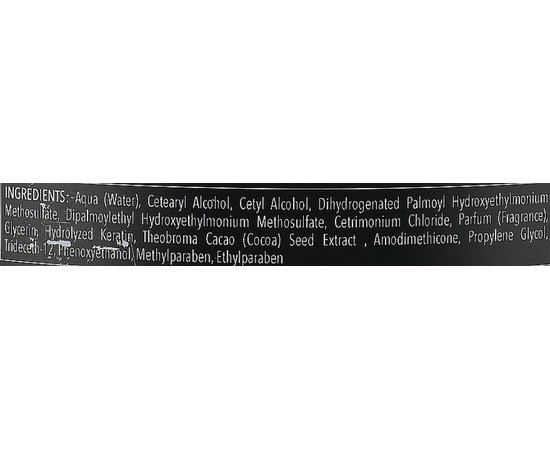 INGREDIENTS:-Aqua (Water), Cetearyl Alcohol, Cetyl Alcohol, Dihydrogenated Palmoyl Hydroxyethylmonium
Methosulfate, Dipalmoylethyl Hydroxyethylmonium Methosulfate, Cetrimonium Chloride, Parfum (Fragrance),
Glycerin, Hydrolyzed Keratin, Theobroma Cacao (Cocoa) Seed Extract , Amodimethicone, Propylene Glycol,
Trideceth-12, Phenoxyethanol, Methylparaben, Ethylparaben